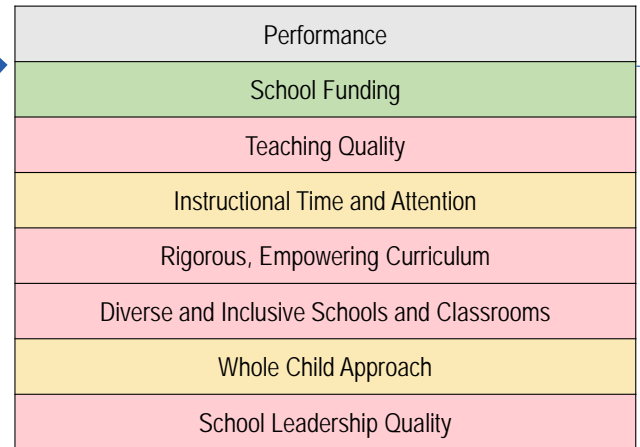 Performance
School Funding
Teaching Quality
Instructional Time and Attention
Rigorous, Empowering Curriculum
Diverse and Inclusive Schools and Classrooms
Whole Child Approach
School Leadership Quality